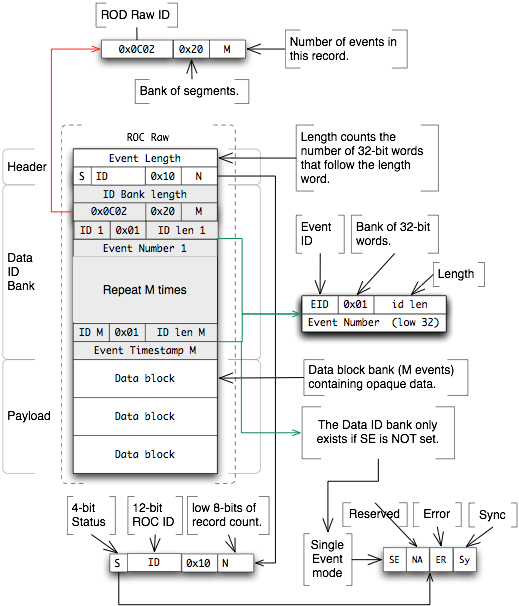 ROD Raw ID
0x0C02 0x20 M
Number of events in
this record.
Bank of segments.
ROC Raw
Header
Event Length
S ID 0x10 N
Length counts the
number of 32-bit words
that follow the length
word.
Data
ID
Bank
ID Bank length
0x0C02 0x20 M
ID 1 0x01 ID len 1
Event Number 1
Repeat M times
ID M 0x01 ID len M
Event Timestamp M
Event
ID
Bank of 32-bit
words.
Length
EID 0x01 id len
Event Number (low 32)
Payload
Data block
Data block
Data block
Data block bank (M events)
containing opaque data.
The Data ID bank only
exists if SE is NOT set.
4-bit
Status
12-bit
ROC ID
low 8-bits of
record count.
S ID 0x10 N
Single
Event
mode
Reserved
Error
Sync
SE NA ER Sy